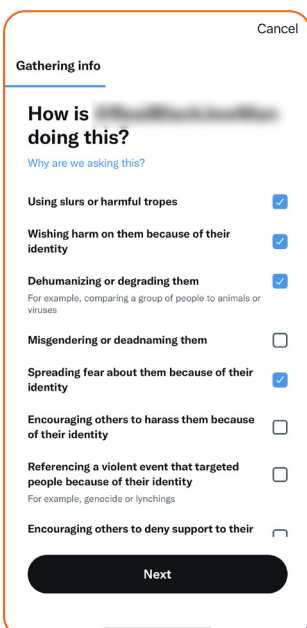 Cancel
Gathering info
How is
doing this?
Why are we asking this?
Using slurs or harmful tropes
Wishing harm on them because of their
identity
Dehumanizing or degrading them
For example, comparing a group of people to animals or
viruses
Misgendering or deadnaming them
Spreading fear about them because of their
identity
Encouraging others to harass them because
of their identity
Referencing a violent event that targeted
people because of their identity
For example, genocide or lynchings
Encouraging others to deny support to their
Next